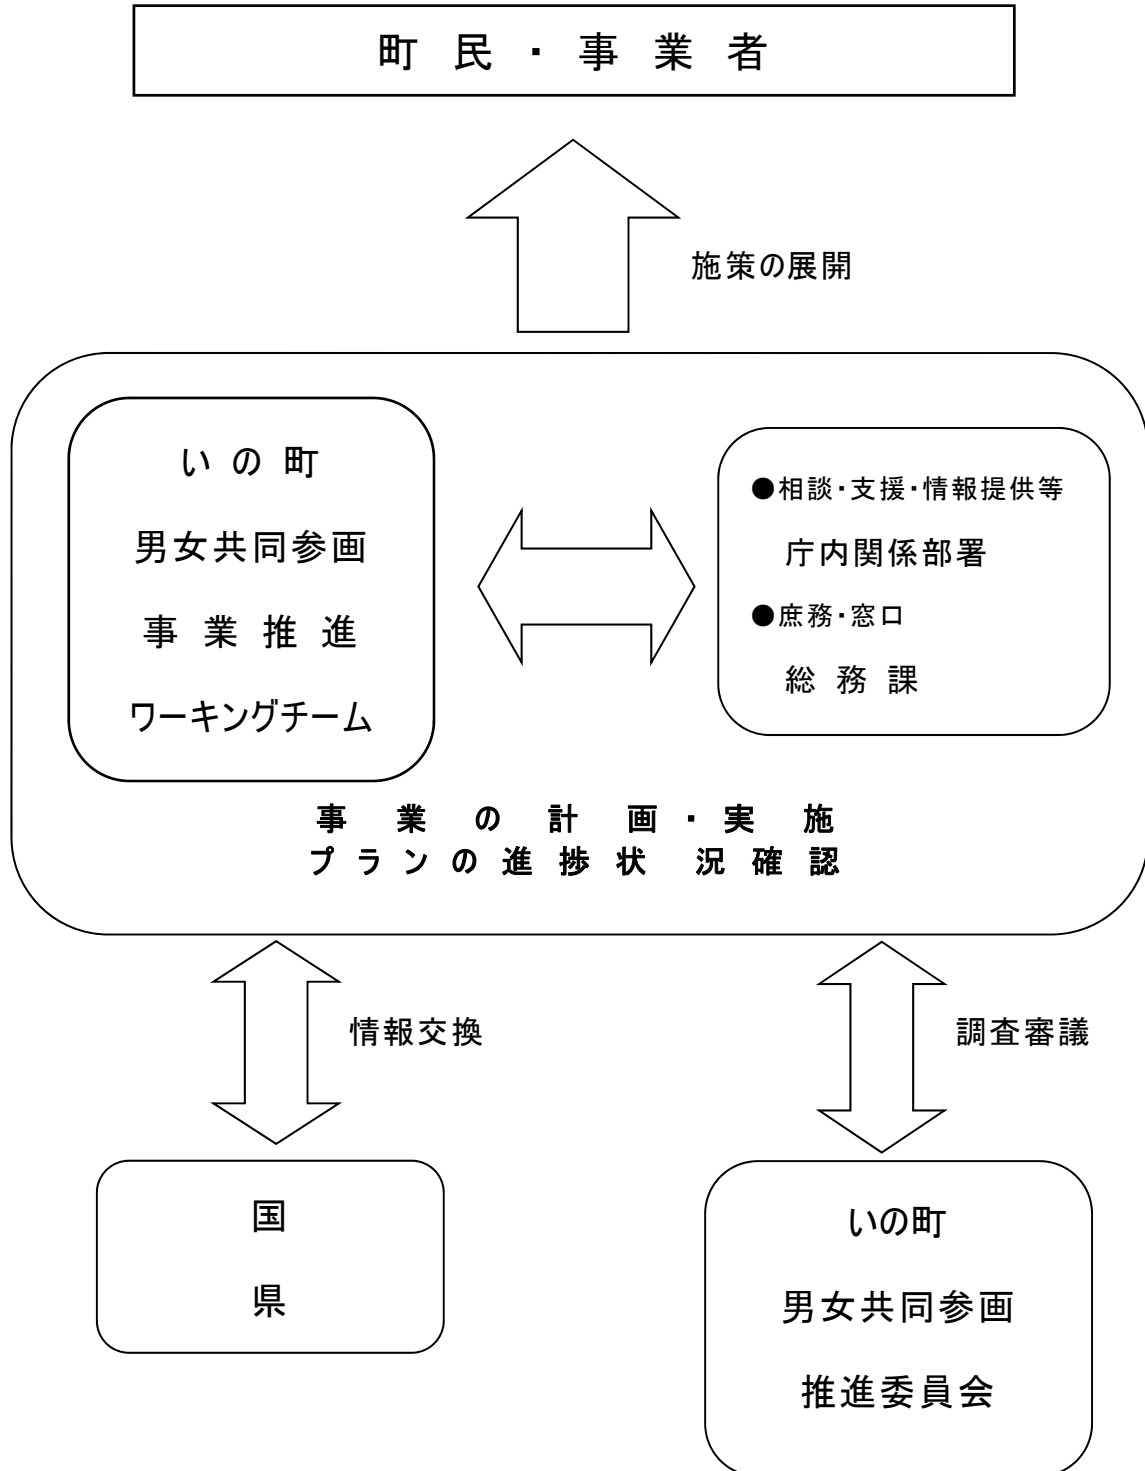 町民・事業者
施策の展開
いの町
男女共同参画
事業推進
ワーキングチーム
●相談・支援・情報提供等
庁内関係部署
●庶務・窓口
総務課
事業の計画・実施
プランの進捗状況確認
情報交換
調査審議
国
県
いの町
男女共同参画
推進委員会